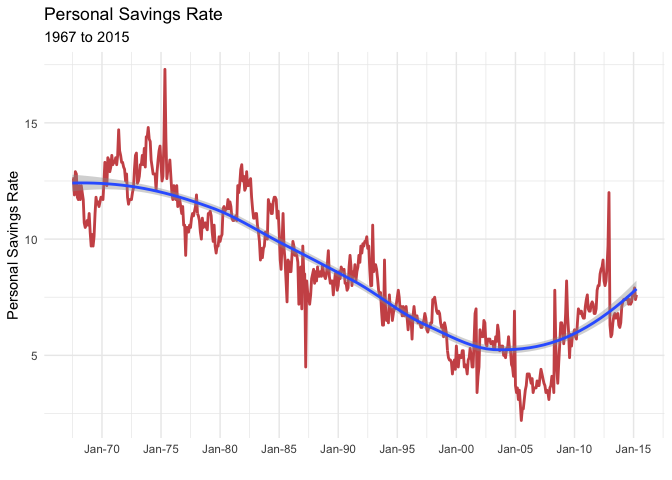 Personal Savings Rate
1967 to 2015
Personal Savings Rate
15
10
5
Jan-70 Jan-75 Jan-80 Jan-85 Jan-90 Jan-95 Jan-00 Jan-05 Jan-10 Jan-15